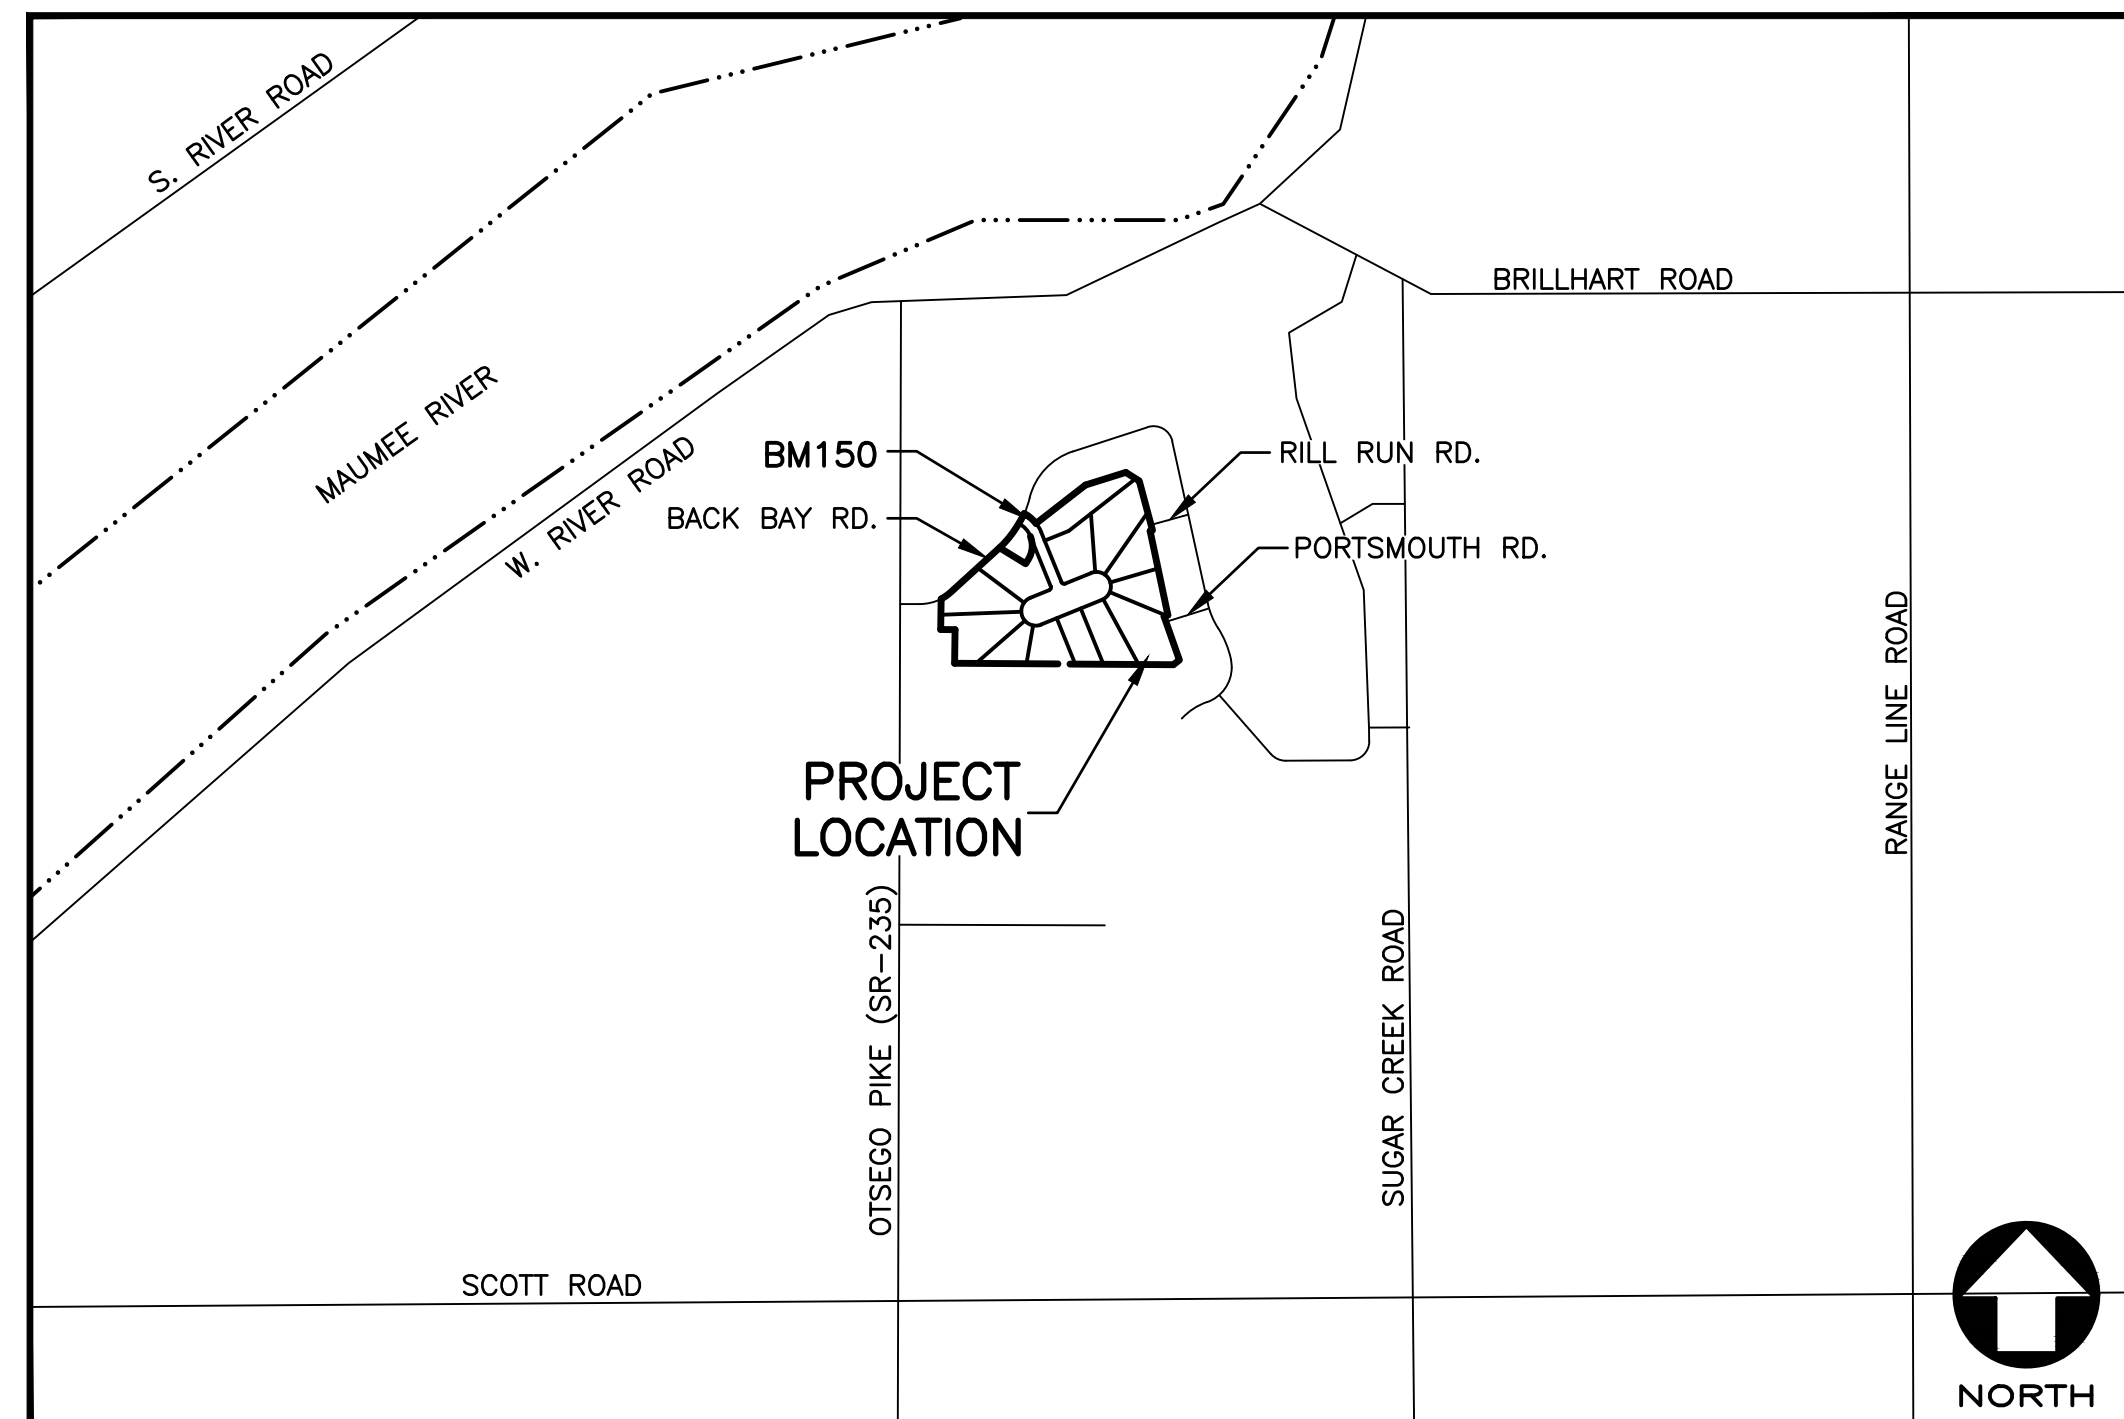 S. RIVER ROAD
BRILLHART ROAD
MAUMEE RIVER
W. RIVER ROAD
BM150
RILL RUN RD.
BACK BAY RD.
PORTSMOUTH RD.
RANGE LINE ROAD
PROJECT
LOCATION
OTSEGO PIKE (SR-235)
SUGAR CREEK ROAD
SCOTT ROAD
NORTH